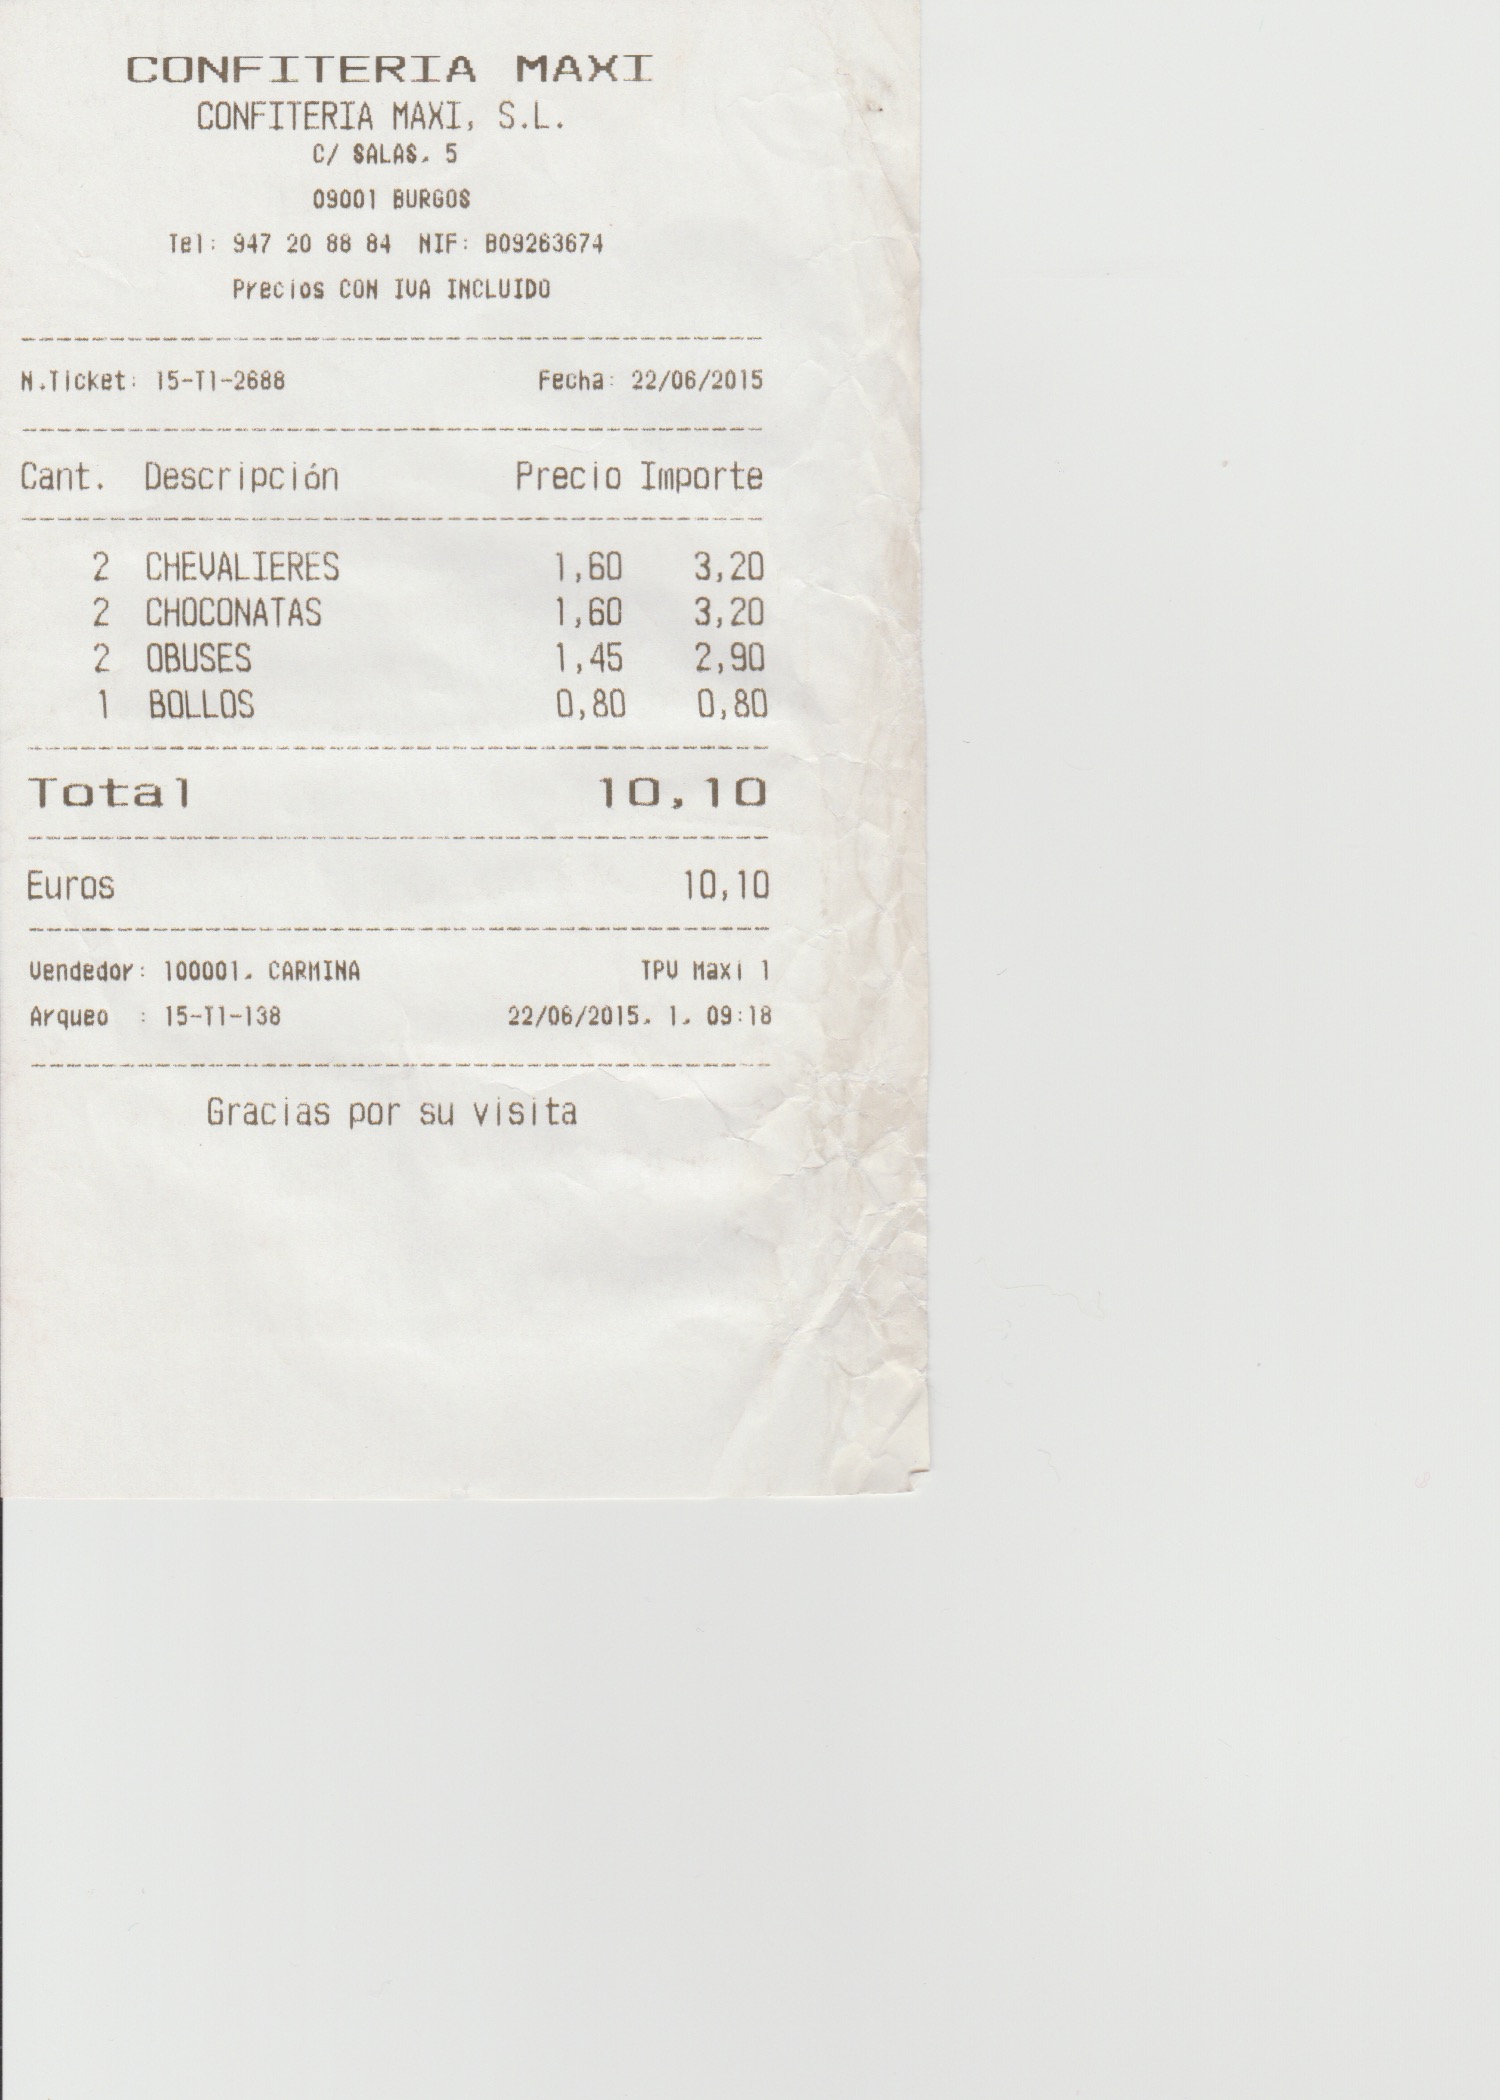 CONFITERIA MAXI
CONFITERIA MAXI, S.L.
C/ SALAS, 5
09001 BURGOS
Tel: 947 20 88 84 NIF: B09263674
Precios CON IVA INCLUIDO
N.Ticket: 15-T1-2688 Fecha: 22/06/2015
Cant. Descripción Precio Importe
2 CHEVALIERES 1,60 3,20
2 CHOCONATAS 1,60 3,20
2 OBUSES 1,45 2,90
1 BOLLOS 0,80 0,80
Total 10,10
Euros 10,10
Vendedor: 100001, CARMINA TPV Maxi 1
Arqueo : 15-T1-138 22/06/2015, 1, 09:18
Gracias por su visita